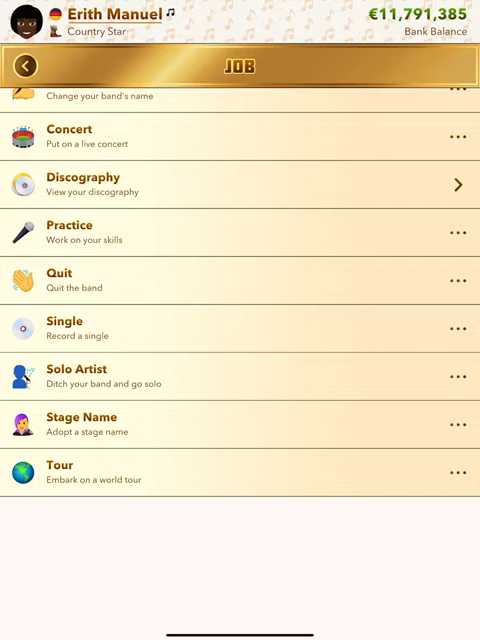 Erith Manuel
Country Star
€11,791,385
Bank Balance
JOB
Change your band's name
Concert
Put on a live concert
Discography
View your discography
Practice
Work on your skills
Quit
Quit the band
Single
Record a single
Solo Artist
Ditch your band and go solo
Stage Name
Adopt a stage name
Tour
Embark on a world tour